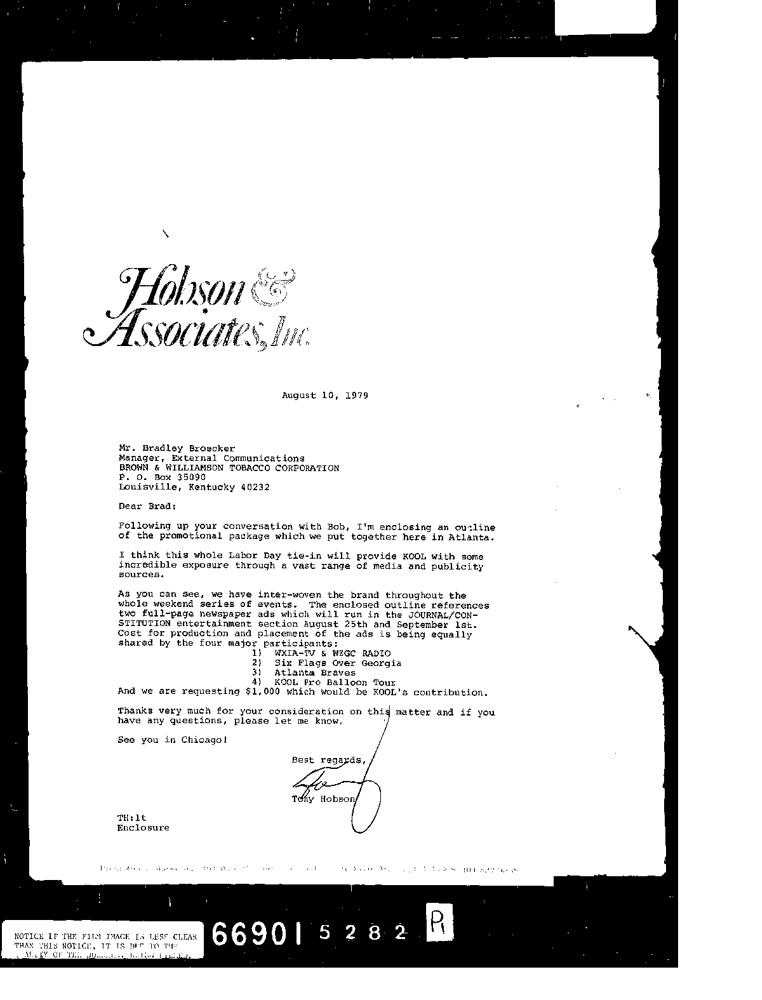 Hobson &
Associates, Inc.
August 10, 1979
Mr. Bradley Broecker
Manager, External Communications
BROWN & WILLIAMSON TOBACCO CORPORATION
P. O. Box 35090
Louisville, Kentucky 40232
Dear Brad:
Following up your conversation with Bob, I'm enclosing an outline
of the promotional package which we put together here in Atlanta.
I think this whole Labor Day tie-in will provide KOOL with some
incredible exposure through a vast range of media and publicity
sources.
As you can see, we have inter-woven the brand throughout the
whole weekend series of events. The enclosed outline references
two full-page newspaper ads which will run in the JOURNAL/CON-
STITUTION entertainment section August 25th and September 1st.
Cost for production and placement of the ads is being equally
shared by the four major participants:
1) WXIA-TV & WZGC RADIO
2) Six Flags Over Georgia
3) Atlanta Braves
4) KOOL Pro Balloon Tour
And we are requesting $1,000 which would be KOOL's contribution.
Thanks very much for your consideration on this matter and if you
have any questions, please let me know.
See you in Chicago!
Best regards,
Tony Hobson
TH:lt
Enclosure
NOTICE IF THE FILM IMAGE IS LESS CLEAR
THAN THIS NOTICE, IT IS DUE TO THE
66901 5282 P1